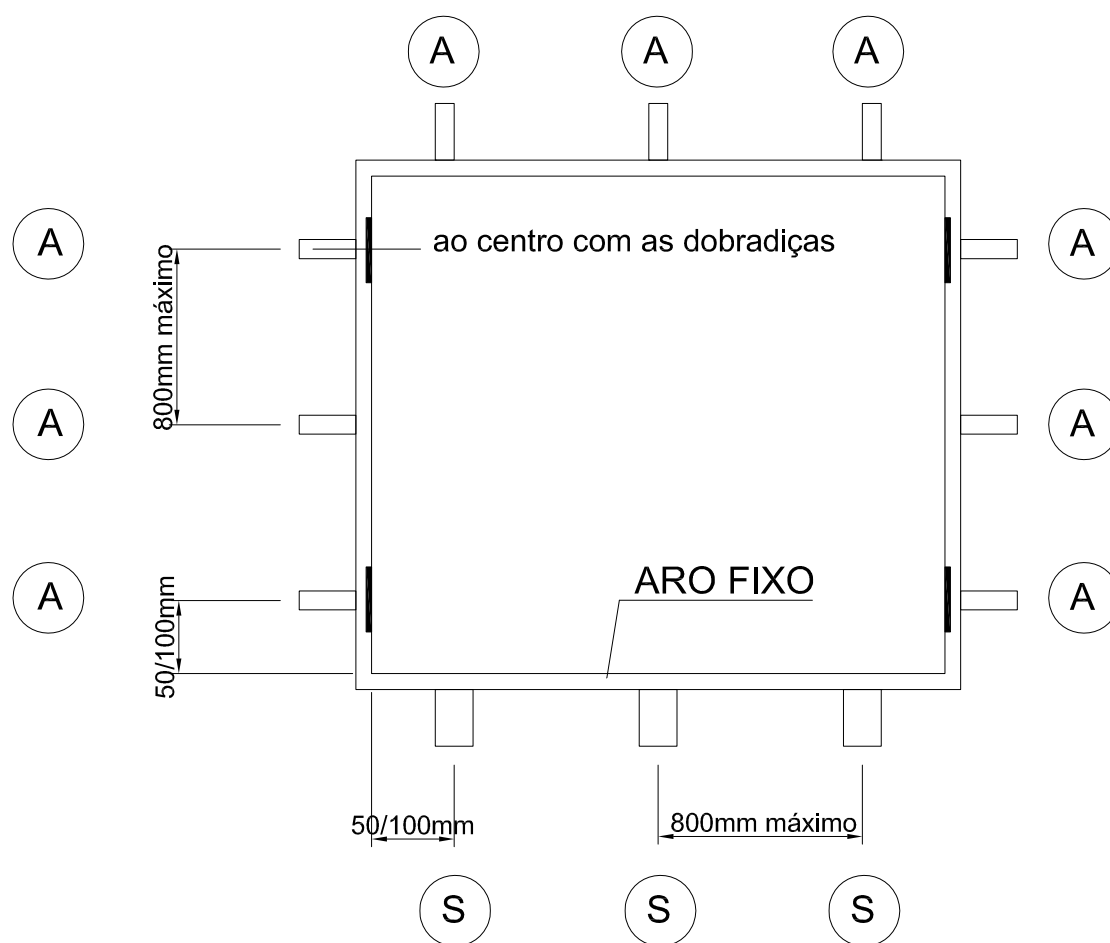 A A A
A ao centro com as dobradiças A
800mm máximo
A A
ARO FIXO
A A
50/100mm
50/100mm 800mm máximo
S S S